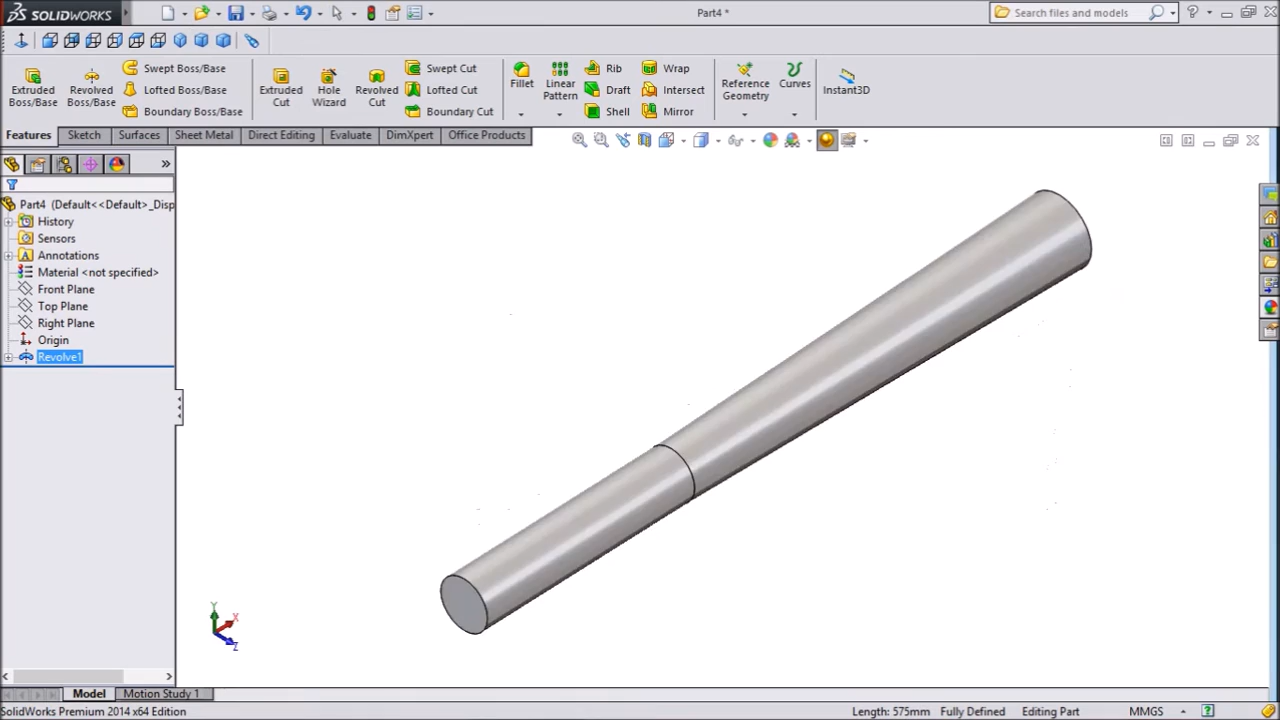 SOLIDWORKS
Part4 *
Search files and models
Extruded Boss/Base
Revolved Boss/Base
Swept Boss/Base
Lofted Boss/Base
Boundary Boss/Base
Extruded Cut
Hole Wizard
Revolved Cut
Swept Cut
Lofted Cut
Boundary Cut
Fillet
Linear Pattern
Rib
Draft
Shell
Wrap
Intersect
Mirror
Reference Geometry
Curves
Instant3D
Features
Sketch
Surfaces
Sheet Metal
Direct Editing
Evaluate
DimXpert
Office Products
Part4 (Default<<Default>_Disp
History
Sensors
Annotations
Material <not specified>
Front Plane
Top Plane
Right Plane
Origin
Revolve1
Y
X
Z
Model
Motion Study 1
SolidWorks Premium 2014 x64 Edition
Length: 575mm
Fully Defined
Editing Part
MMGS